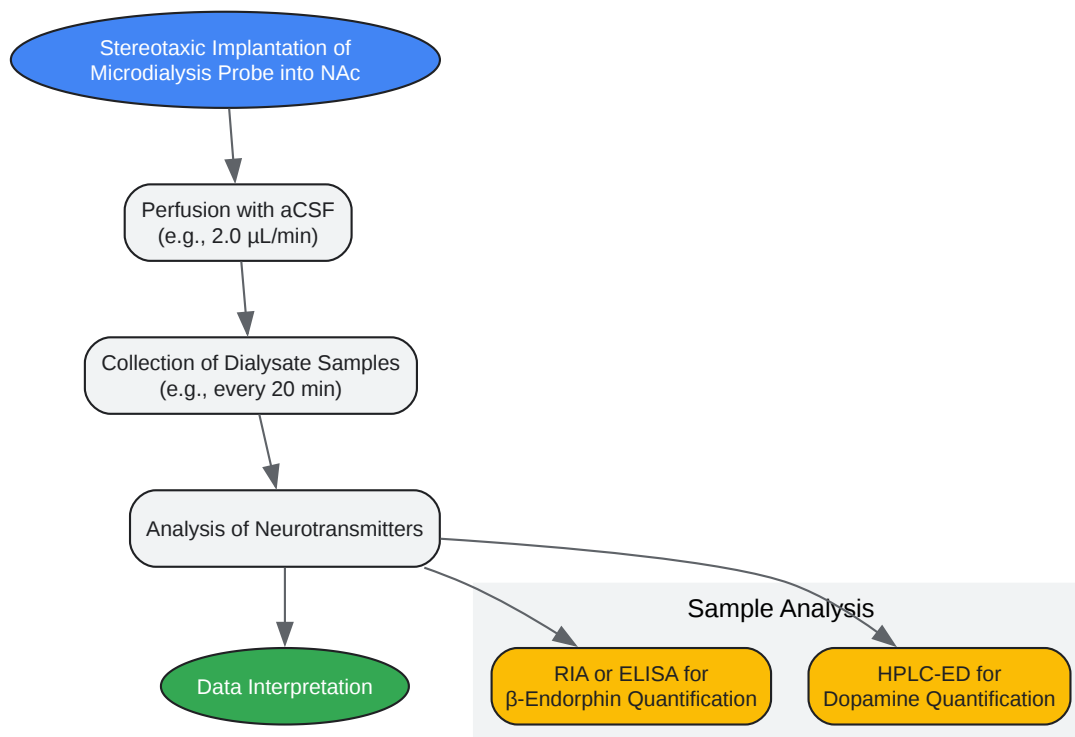 Stereotaxic Implantation of
Microdialysis Probe into NAc
Perfusion with aCSF
(e.g., 2.0 µL/min)
Collection of Dialysate Samples
(e.g., every 20 min)
Analysis of Neurotransmitters
Sample Analysis
Data Interpretation
RIA or ELISA for
β-Endorphin Quantification
HPLC-ED for
Dopamine Quantification